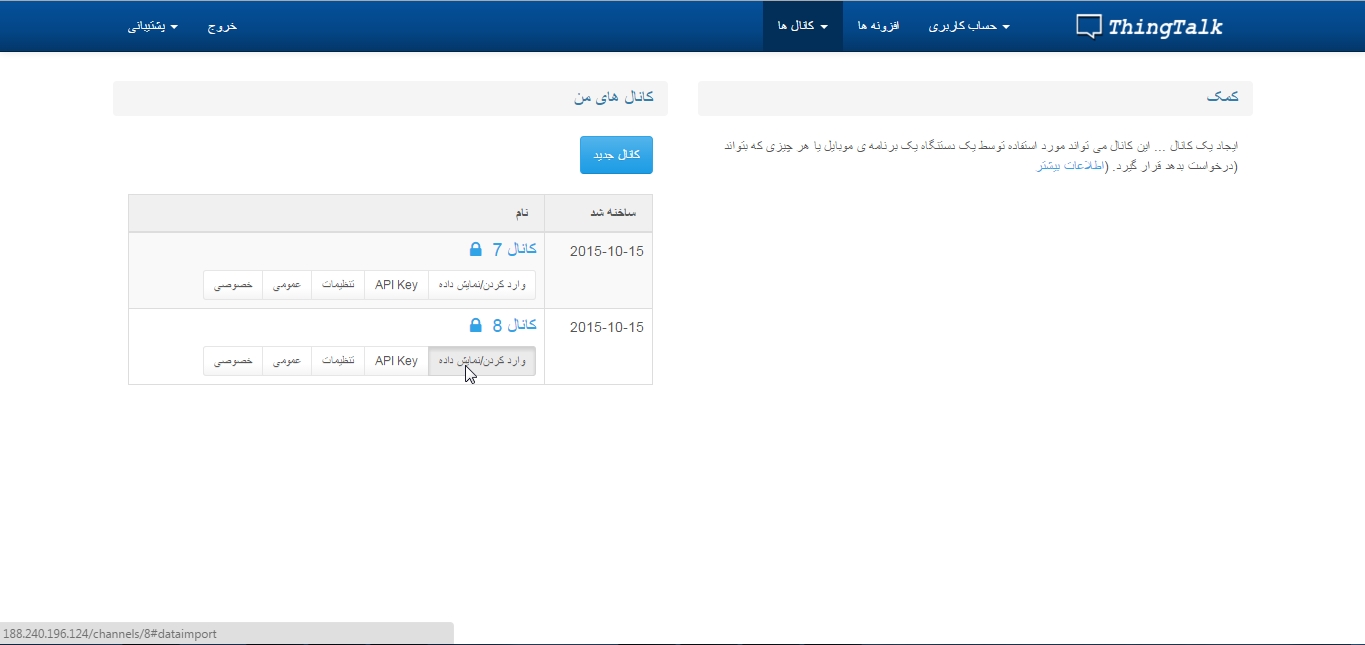 ThingTalk
حساب کاربری
افزونه ها
کانال ها
خروج
پشتیبانی
کمک
ایجاد یک کانال ... این کانال می تواند مورد استفاده توسط یک دستگاه یک برنامه ی موبایل یا هر چیزی که بتواند
درخواست بدهد قرار گیرد. (اطلاعات بیشتر)
کانال های من
کانال جدید
ساخته شد
نام
2015-10-15
کانال 7
وارد کردن/نمایش داده
API Key
تنظیمات
عمومی
خصوصی
2015-10-15
کانال 8
وارد کردن/نمایش داده
API Key
تنظیمات
عمومی
خصوصی
188.240.196.124/channels/8#dataimport